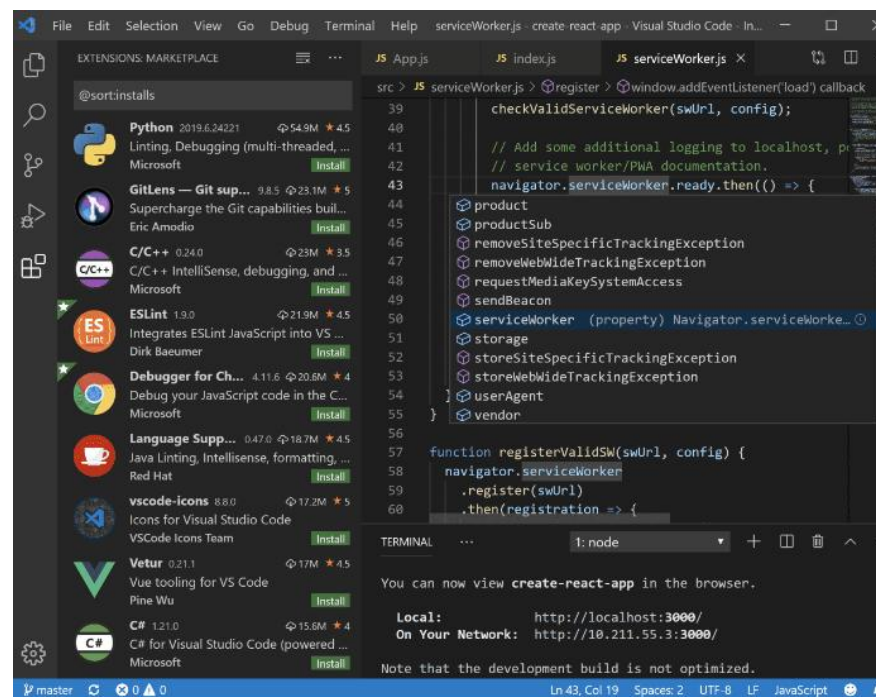 File Edit Selection View Go Debug Terminal Help serviceWorker.js - create-react-app - Visual Studio Code - In...
EXTENSIONS: MARKETPLACE
@sort:installs
Python 2019.6.24221 54.9M ★ 4.5
Linting, Debugging (multi-threaded, ...
Microsoft Install
GitLens — Git sup... 9.8.5 23.1M ★ 5
Supercharge the Git capabilities buil...
Eric Amodio Install
C/C++
C/C++ 0.24.0 23M ★ 3.5
C/C++ IntelliSense, debugging, and ...
Microsoft Install
ES
Lint
ESLint 1.9.0 21.9M ★ 4.5
Integrates ESLint JavaScript into VS ...
Dirk Baeumer Install
Debugger for Ch... 4.11.6 20.6M ★ 4
Debug your JavaScript code in the C...
Microsoft Install
Language Supp... 0.47.0 18.7M ★ 4.5
Java Linting, Intellisense, formatting, ...
Red Hat Install
vscode-icons 8.8.0 17.2M ★ 5
Icons for Visual Studio Code
VSCode Icons Team Install
Vetur 0.21.1 17M ★ 4.5
Vue tooling for VS Code
Pine Wu Install
C#
C# 1.21.0 15.6M ★ 4
C# for Visual Studio Code (powered ...
Microsoft Install
JS App.js JS index.js JS serviceWorker.js ×
src > JS serviceWorker.js > register > window.addEventListener('load') callback
39 checkValidServiceWorker(swUrl, config);
40
41 // Add some additional logging to localhost, p
42 // service worker/PWA documentation.
43 navigator.serviceWorker.ready.then(() => {
44 product
45 productSub
46 removeSiteSpecificTrackingException
47 removeWebWideTrackingException
48 requestMediaKeySystemAccess
49 sendBeacon
50 serviceWorker (property) Navigator.serviceWorke...
51 storage
52 storeSiteSpecificTrackingException
53 storeWebWideTrackingException
54 } userAgent
55 } vendor
56
57 function registerValidSW(swUrl, config) {
58 navigator.serviceWorker
59 .register(swUrl)
60 .then(registration => {
TERMINAL ... 1: node
You can now view create-react-app in the browser.
Local: http://localhost:3000/
On Your Network: http://10.211.55.3:3000/
Note that the development build is not optimized.
master 0 0 Ln 43, Col 19 Spaces: 2 UTF-8 LF JavaScript